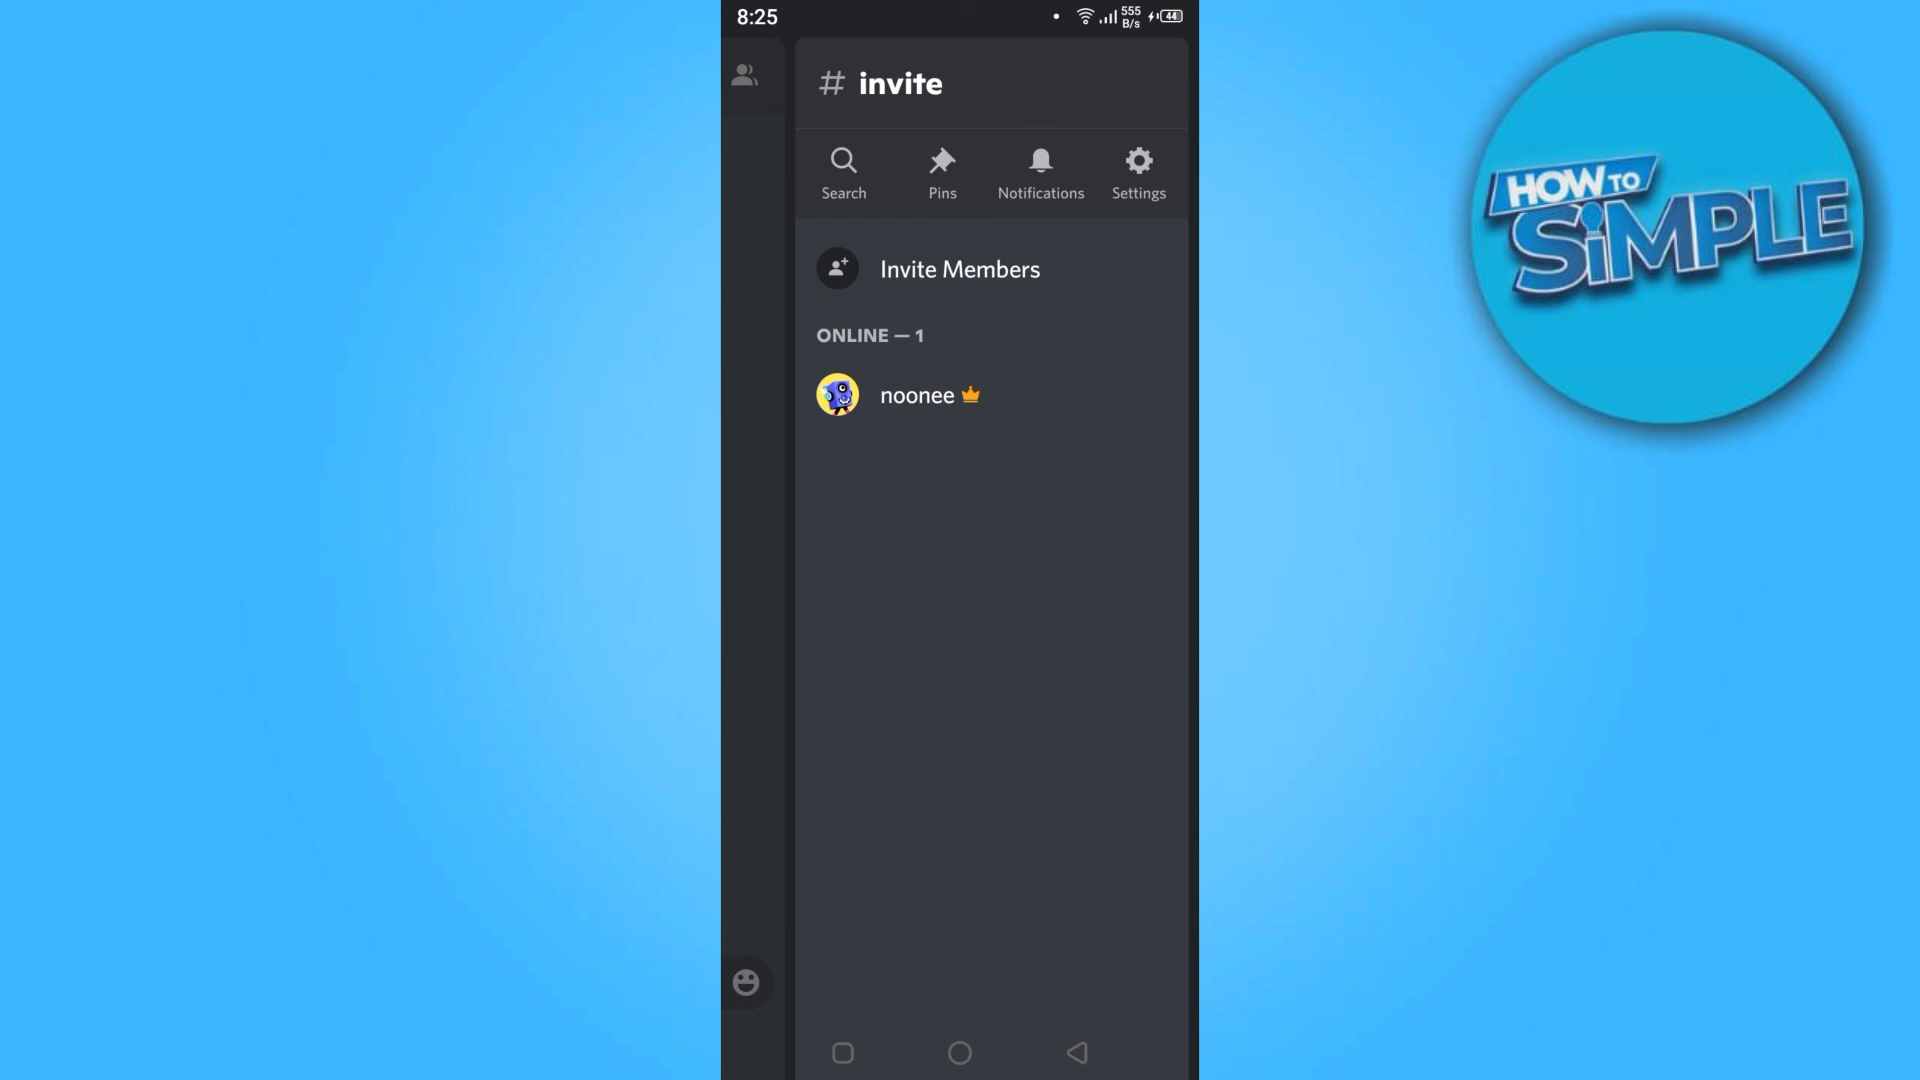 8:25
555
B/s
44
# invite
Search
Pins
Notifications
Settings
Invite Members
ONLINE — 1
noonee
HOW TO
SiMPLE